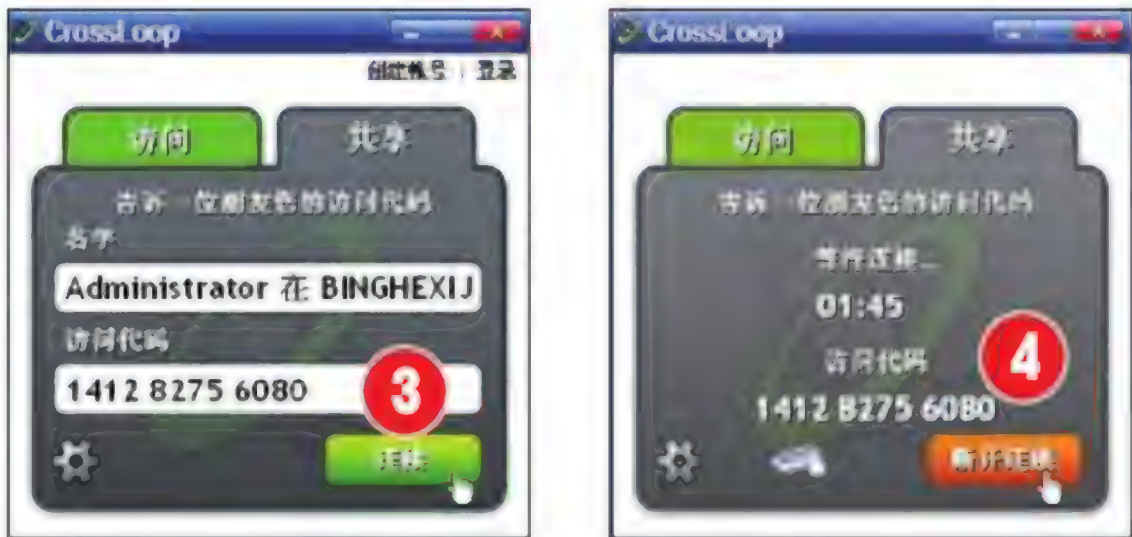 CrossLoop
创建帐号 | 登录
访问 共享
告诉一位朋友您的访问代码
名字
Administrator 在 BINGHEXIJ
访问代码
1412 8275 6080
3
连接
CrossLoop
访问 共享
告诉一位朋友您的访问代码
等待连接...
01:45
访问代码
4
1412 8275 6080
断开连接